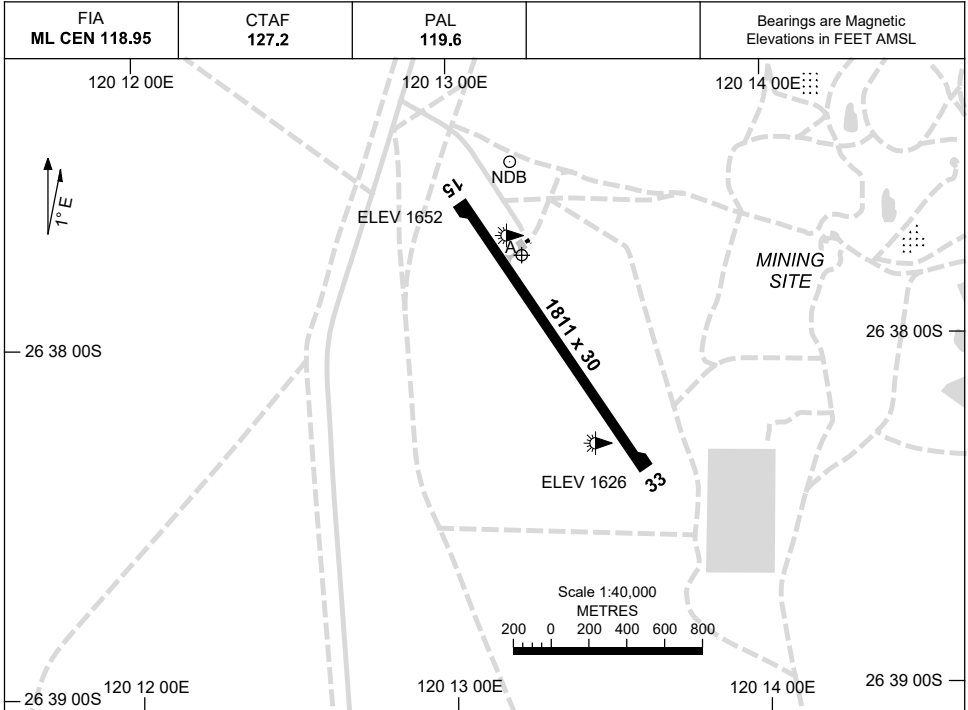 FIA
ML CEN 118.95
CTAF
127.2
PAL
119.6
Bearings are Magnetic
Elevations in FEET AMSL
120 12 00E
120 13 00E
120 14 00E
1° E
NDB
15
ELEV 1652
A
MINING
SITE
1811 x 30
26 38 00S
26 38 00S
ELEV 1626
33
Scale 1:40,000
METRES
200 0 200 400 600 800
26 39 00S
120 12 00E
120 13 00E
120 14 00E
26 39 00S